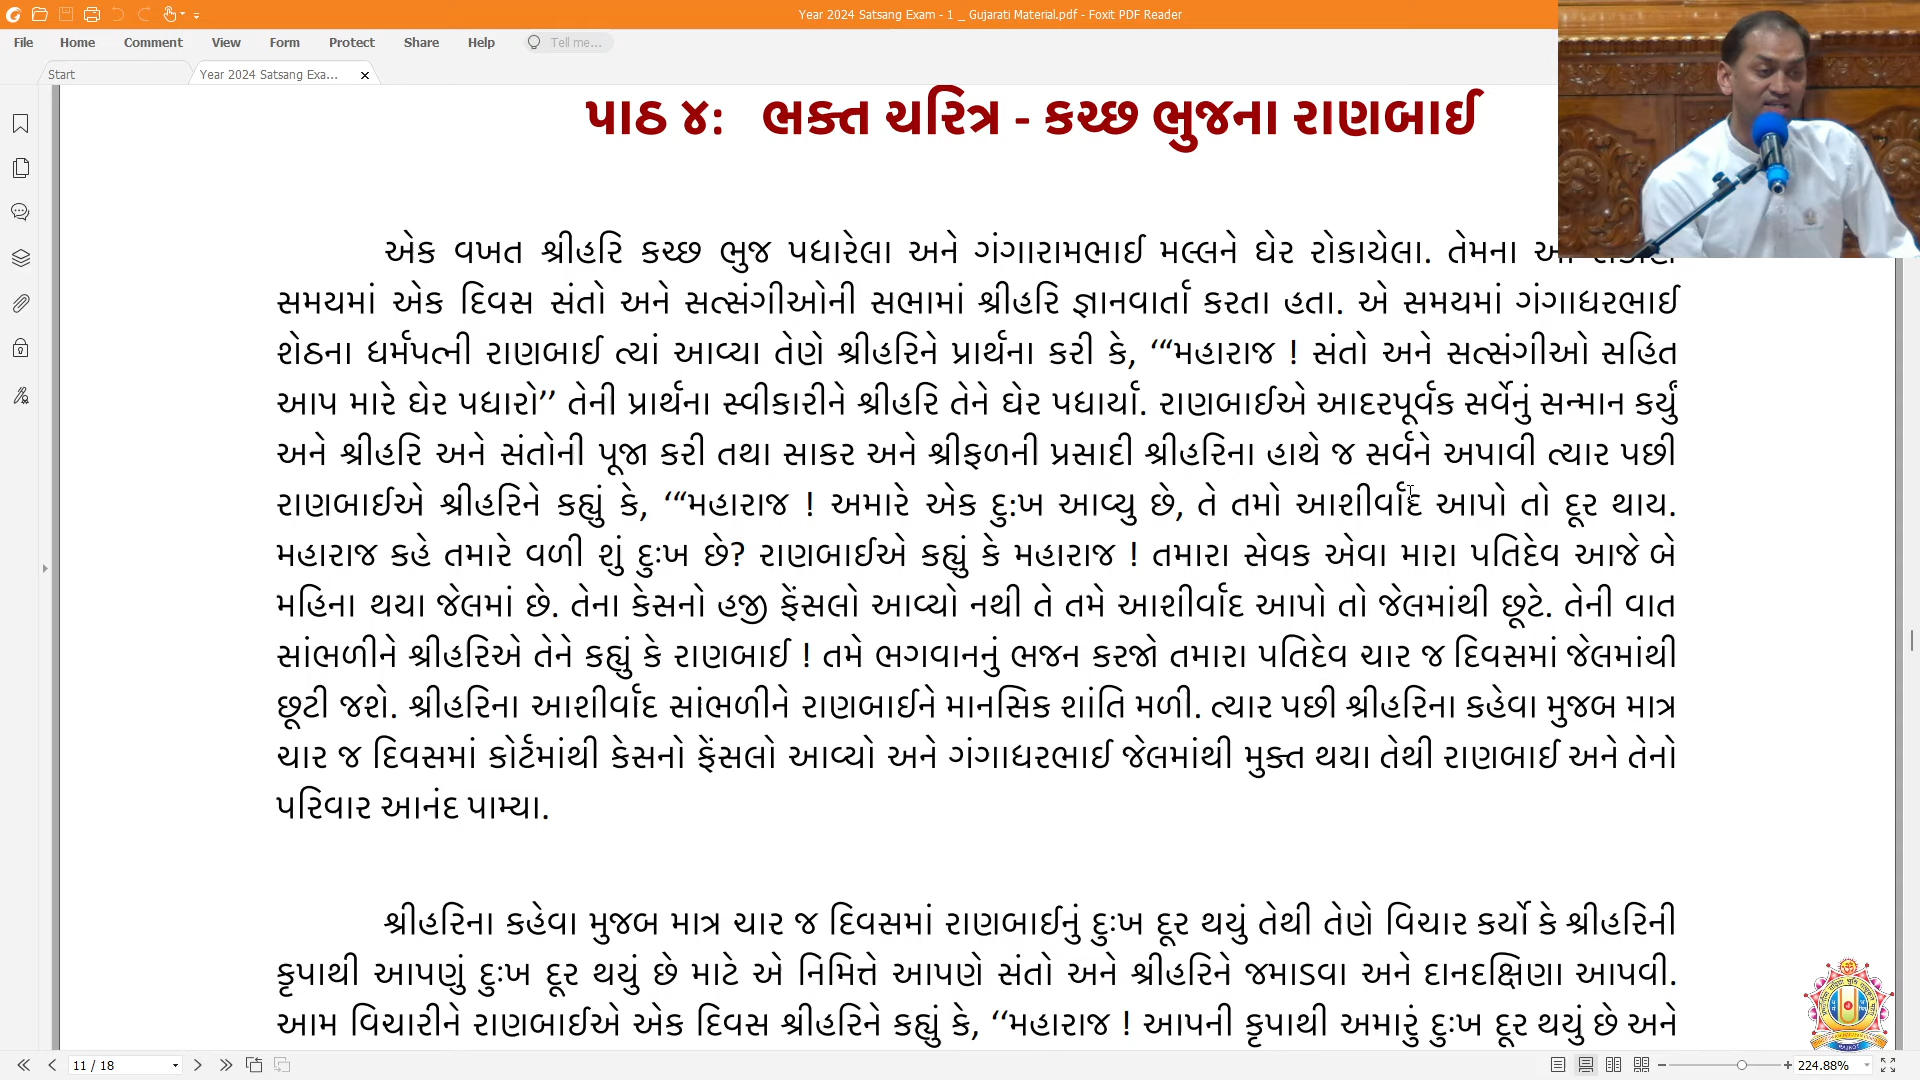 Year 2024 Satsang Exam - 1 _ Gujarati Material.pdf - Foxit PDF Reader
File Home Comment View Form Protect Share Help Tell me...
Start Year 2024 Satsang Exa...
પાઠ ૪: ભક્ત ચરિત્ર - કચ્છ ભુજના રાણબાઈ
એક વખત શ્રીહરિ કચ્છ ભુજ પધારેલા અને ગંગારામભાઈ મલ્લને ઘેર રોકાયેલા. તેમના
સમયમાં એક દિવસ સંતો અને સત્સંગીઓની સભામાં શ્રીહરિ જ્ઞાનવાર્તા કરતા હતા. એ સમયમાં ગંગાધરભાઈ
શેઠના ધર્મપત્ની રાણબાઈ ત્યાં આવ્યા તેણે શ્રીહરિને પ્રાર્થના કરી કે, ‘“મહારાજ ! સંતો અને સત્સંગીઓ સહિત
આપ મારે ઘેર પધારો’’ તેની પ્રાર્થના સ્વીકારીને શ્રીહરિ તેને ઘેર પધાર્યા. રાણબાઈએ આદરપૂર્વક સર્વેનું સન્માન કર્યું
અને શ્રીહરિ અને સંતોની પૂજા કરી તથા સાકર અને શ્રીફળની પ્રસાદી શ્રીહરિના હાથે જ સર્વને અપાવી ત્યાર પછી
રાણબાઈએ શ્રીહરિને કહ્યું કે, ‘“મહારાજ ! અમારે એક દુ:ખ આવ્યુ છે, તે તમો આશીર્વાદ આપો તો દૂર થાય.
મહારાજ કહે તમારે વળી શું દુઃખ છે? રાણબાઈએ કહ્યું કે મહારાજ ! તમારા સેવક એવા મારા પતિદેવ આજે બે
મહિના થયા જેલમાં છે. તેના કેસનો હજી ફેંસલો આવ્યો નથી તે તમે આશીર્વાદ આપો તો જેલમાંથી છૂટે. તેની વાત
સાંભળીને શ્રીહરિએ તેને કહ્યું કે રાણબાઈ ! તમે ભગવાનનું ભજન કરજો તમારા પતિદેવ ચાર જ દિવસમાં જેલમાંથી
છૂટી જશે. શ્રીહરિના આશીર્વાદ સાંભળીને રાણબાઈને માનસિક શાંતિ મળી. ત્યાર પછી શ્રીહરિના કહેવા મુજબ માત્ર
ચાર જ દિવસમાં કોર્ટમાંથી કેસનો ફેંસલો આવ્યો અને ગંગાધરભાઈ જેલમાંથી મુક્ત થયા તેથી રાણબાઈ અને તેનો
પરિવાર આનંદ પામ્યા.
શ્રીહરિના કહેવા મુજબ માત્ર ચાર જ દિવસમાં રાણબાઈનું દુઃખ દૂર થયું તેથી તેણે વિચાર કર્યો કે શ્રીહરિની
કૃપાથી આપણું દુઃખ દૂર થયું છે માટે એ નિમિત્તે આપણે સંતો અને શ્રીહરિને જમાડવા અને દાનદક્ષિણા આપવી.
આમ વિચારીને રાણબાઈએ એક દિવસ શ્રીહરિને કહ્યું કે, ‘‘મહારાજ ! આપની કૃપાથી અમારું દુઃખ દૂર થયું છે અને
11 / 18
224.88%